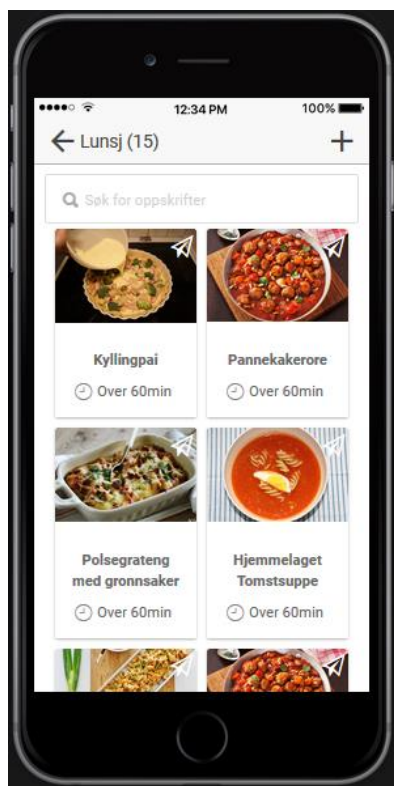 12:34 PM
100%
Lunsj (15)
Søk for oppskrifter
Kyllingpai
Over 60min
Pannekakerore
Over 60min
Polsegrateng
med gronnsaker
Over 60min
Hjemmelaget
Tomstsuppe
Over 60min